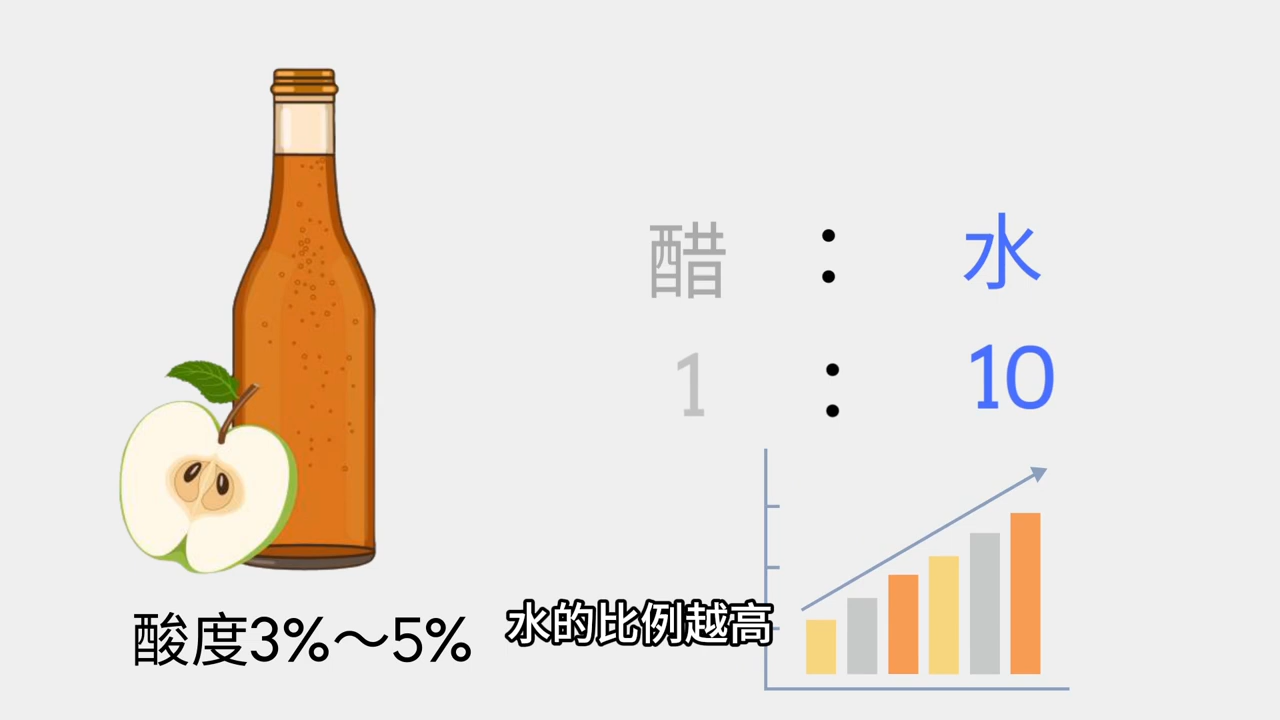 醋 : 水
1 : 10
酸度3%～5%
水的比例越高